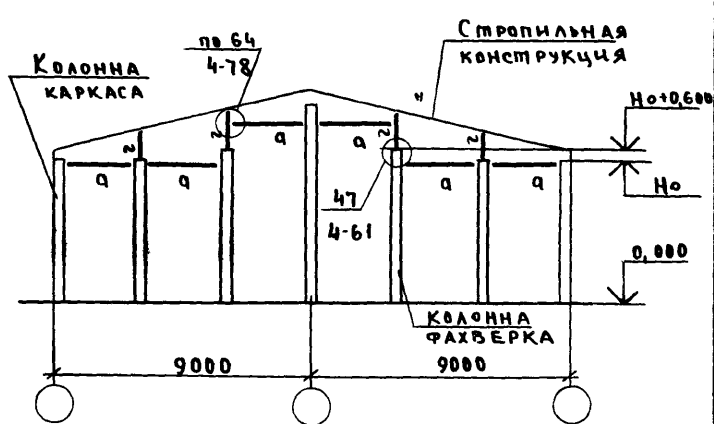 по 64
4-78
Стропильная
конструкция
Колонна
каркаса
Но+0,600
г
г
г
г
а
а
а
а
а
а
Но
47
4-61
0,000
колонна
фахверка
9000
9000